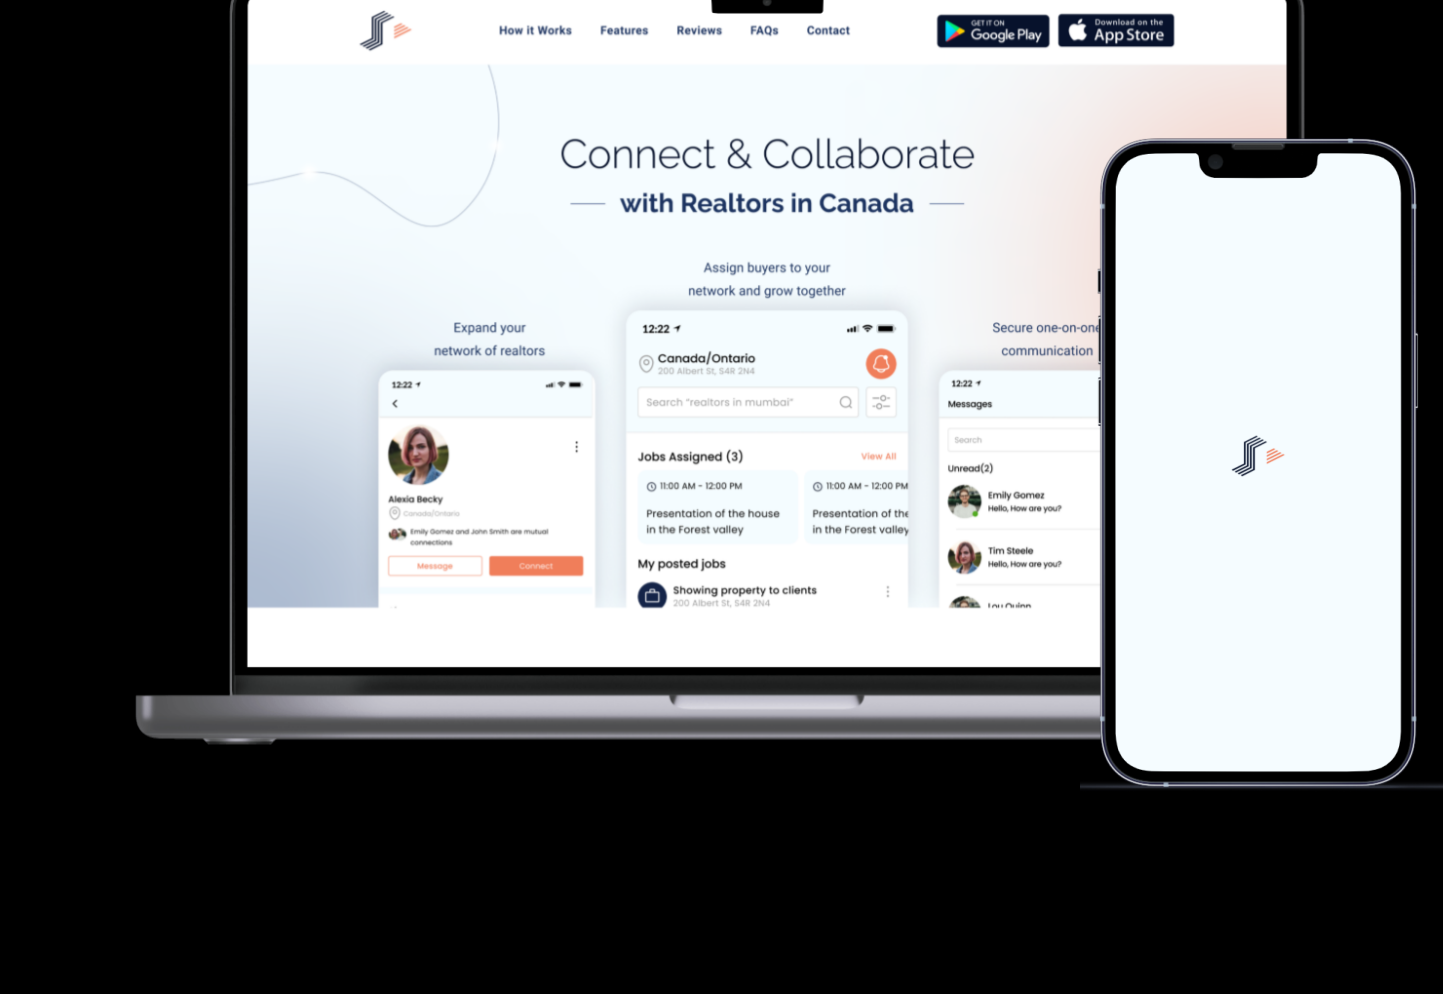 How it Works
Features
Reviews
FAQs
Contact
GET IT ON
Google Play
Download on the
App Store
Connect & Collaborate
with Realtors in Canada
Assign buyers to your
network and grow together
Expand your
network of realtors
Secure one-on-one
communication
12:22
Alexia Becky
Canada/Ontario
Emily Gomez and John Smith are mutual
connections
Message
Connect
12:22
Canada/Ontario
200 Albert St, S4R 2N4
Search "realtors in mumbai"
Jobs Assigned (3)
View All
11:00 AM - 12:00 PM
Presentation of the house
in the Forest valley
11:00 AM - 12:00 PM
Presentation of the
in the Forest valley
My posted jobs
Showing property to clients
200 Albert St, S4R 2N4
12:22
Messages
Search
Unread(2)
Emily Gomez
Hello, How are you?
Tim Steele
Hello, How are you?
Lou Quinn